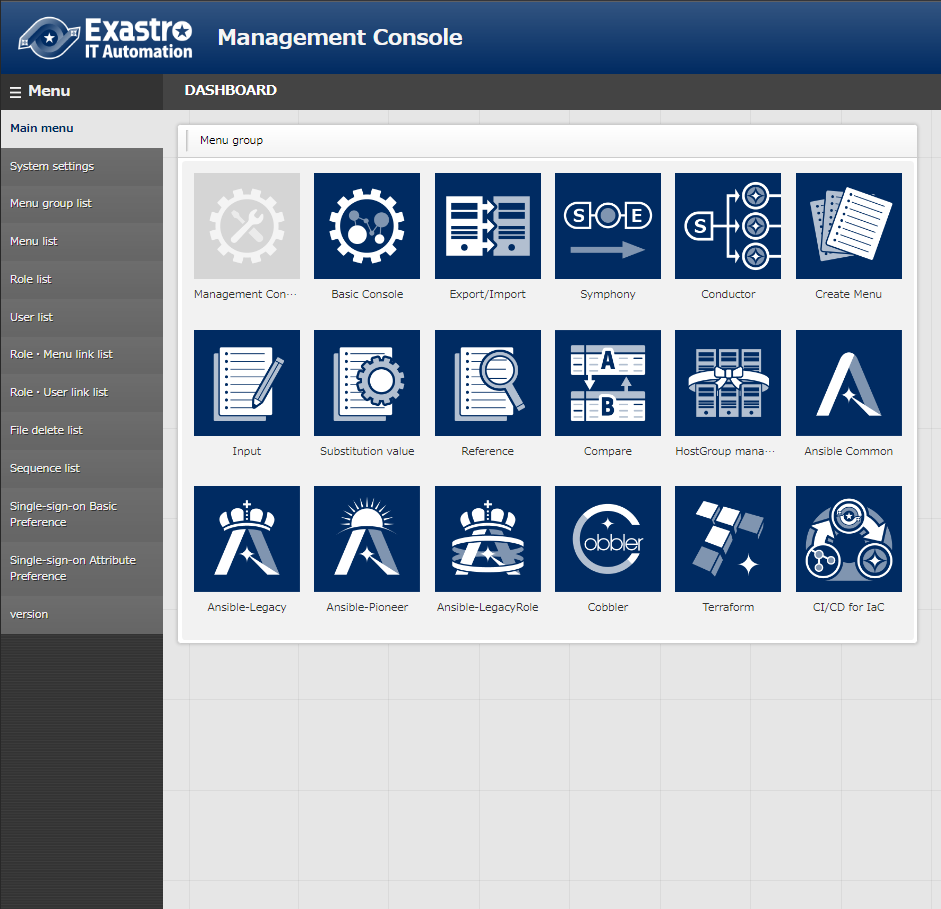 Exastro
IT Automation
Management Console
Menu
DASHBOARD
Main menu
System settings
Menu group list
Menu list
Role list
User list
Role・Menu link list
Role・User link list
File delete list
Sequence list
Single-sign-on Basic
Preference
Single-sign-on Attribute
Preference
version
Menu group
S E
S
Management Con…
Basic Console
Export/Import
Symphony
Conductor
Create Menu
A
B
Input
Substitution value
Reference
Compare
HostGroup mana…
Ansible Common
Cobbler
Ansible-Legacy
Ansible-Pioneer
Ansible-LegacyRole
Cobbler
Terraform
CI/CD for IaC